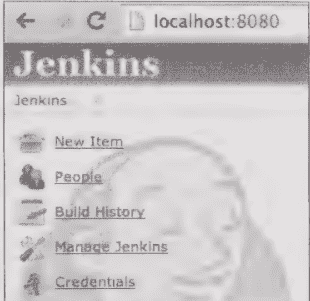 localhost:8080
Jenkins
Jenkins
New Item
People
Build History
Manage Jenkins
Credentials